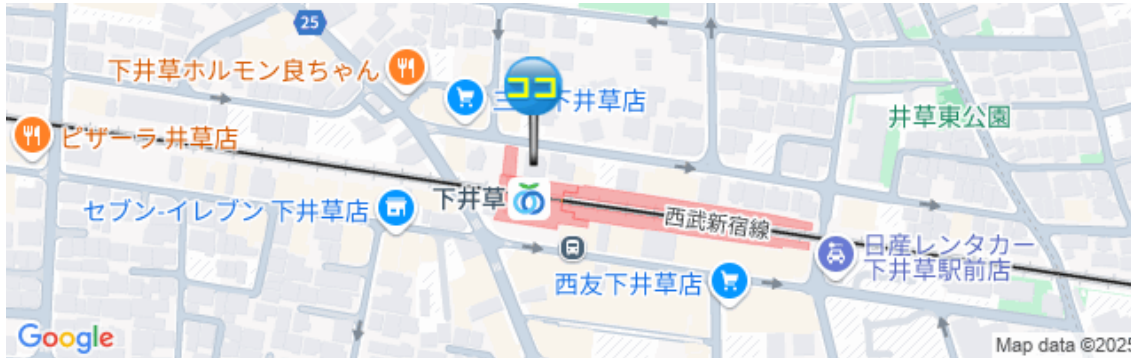 25
下井草ホルモン良ちゃん
ココ
三
下井草店
井草東公園
ピザーラ 井草店
下井草
セブン‐イレブン 下井草店
西武新宿線
日産レンタカー
下井草駅前店
西友下井草店
Google
Map data ©2025